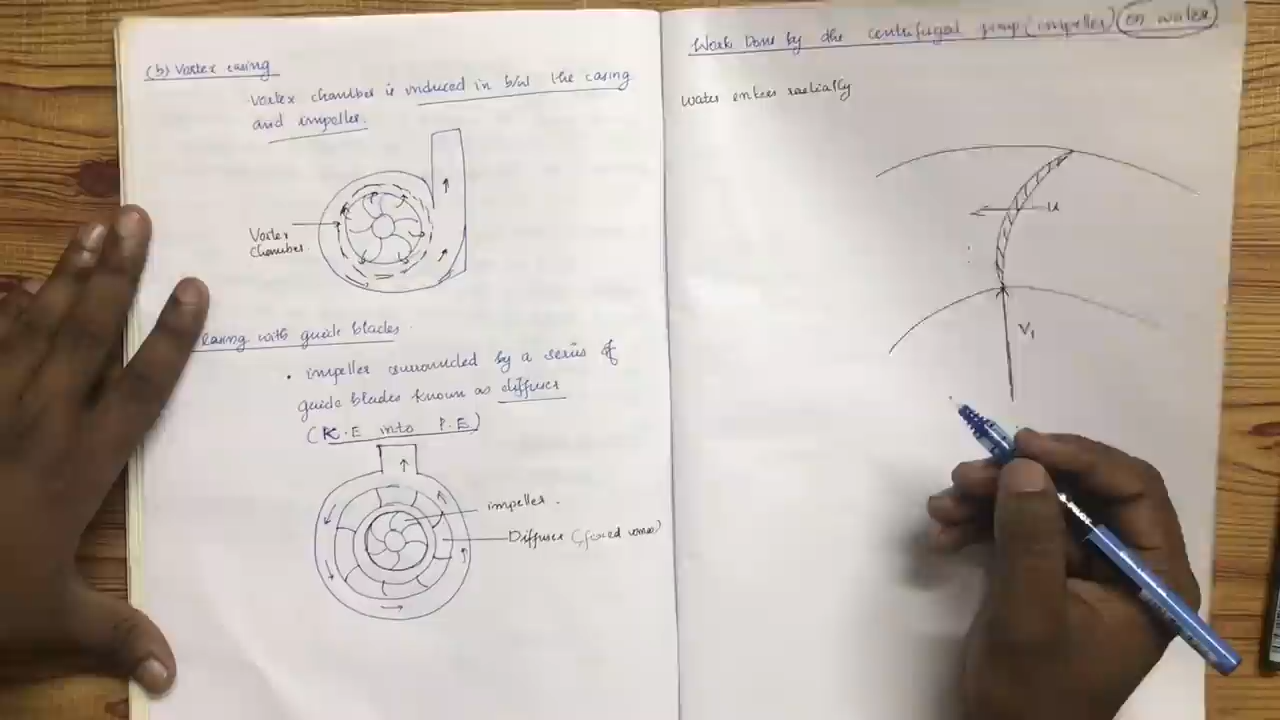 (b) Vortex casing
Vortex chamber is induced in b/w the casing
and impeller.
Vortex
chamber.
casing with guide blades.
• impeller surrounded by a series of
guide blades known as diffuser
(K.E into P.E)
impeller.
Diffuser (fixed vanes)
Work Done by the centrifugal pump (impeller) on water
Water enters radially
u
V1